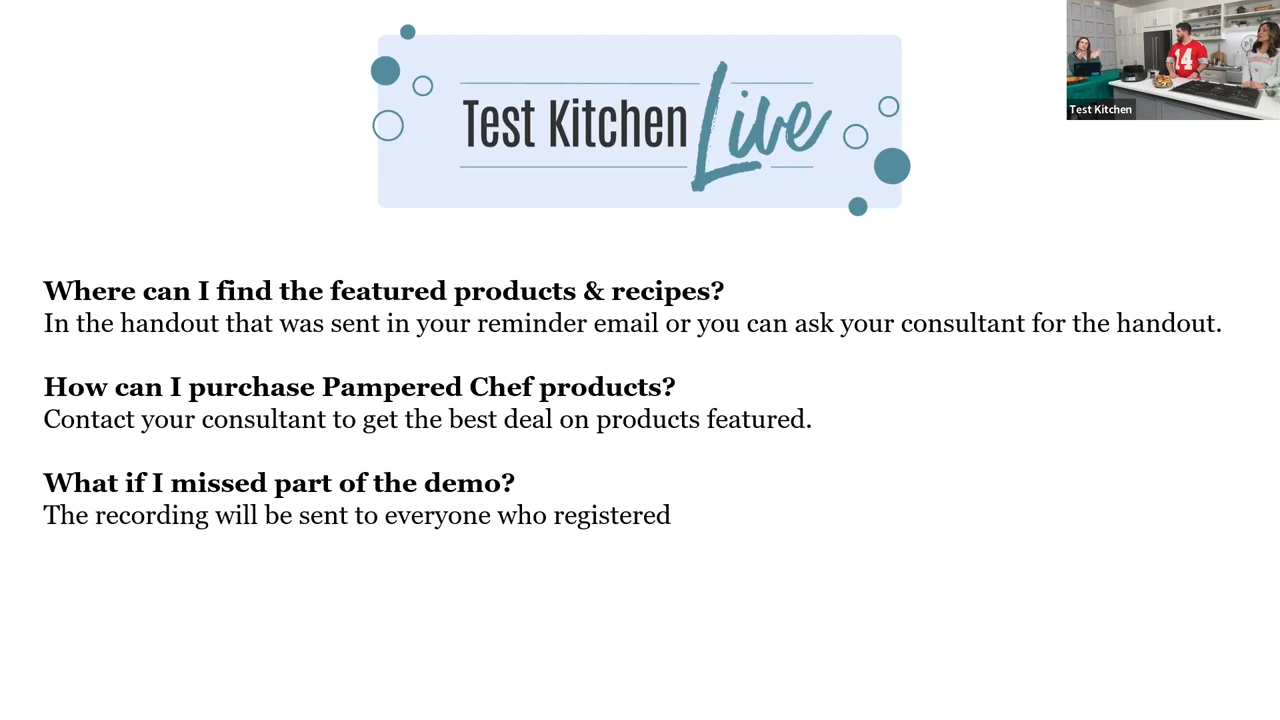 Test Kitchen Live
Test Kitchen
14
Where can I find the featured products & recipes?
In the handout that was sent in your reminder email or you can ask your consultant for the handout.
How can I purchase Pampered Chef products?
Contact your consultant to get the best deal on products featured.
What if I missed part of the demo?
The recording will be sent to everyone who registered